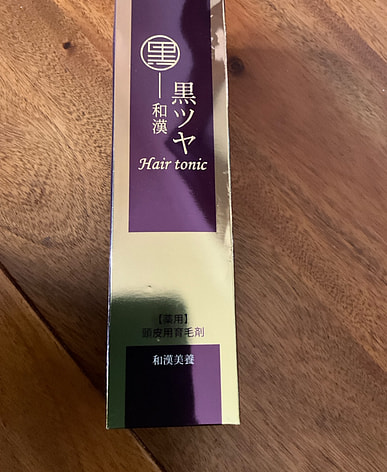 黒
黒ツヤ
和漢
Hair tonic
【薬用】
頭皮用育毛剤
和漢美養